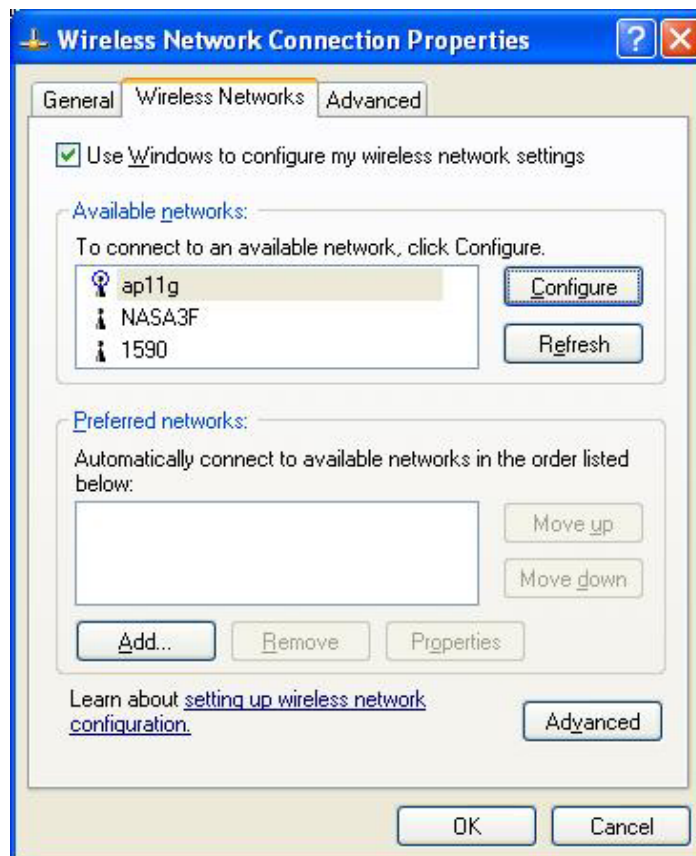 Wireless Network Connection Properties
General Wireless Networks Advanced
Use Windows to configure my wireless network settings
Available networks:
To connect to an available network, click Configure.
ap11g
Configure
NASA3F
1590
Refresh
Preferred networks:
Automatically connect to available networks in the order listed
below:
Move up
Move down
Add... Remove Properties
Learn about setting up wireless network
configuration.
Advanced
OK Cancel